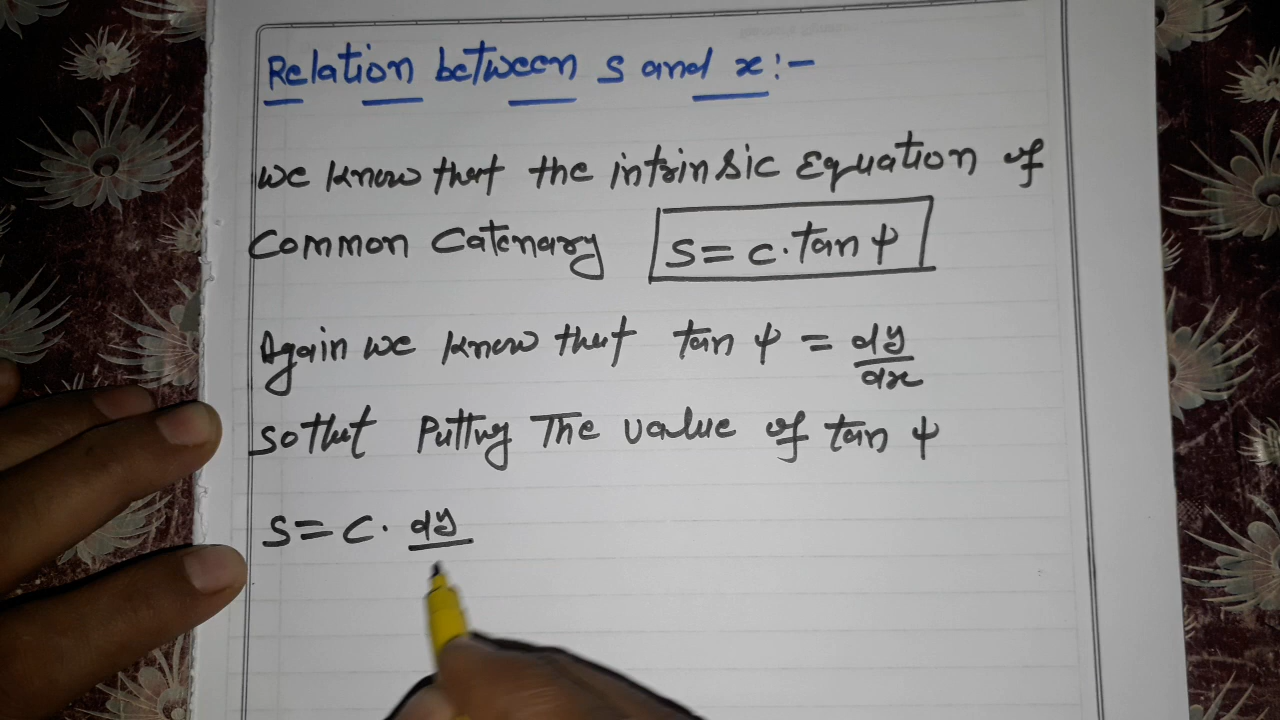 Relation between s and x:-
We know that the intrinsic Equation of
Common Catenary S = c. tan ψ
Again we know that tan ψ = dy/dx
so that Putting The value of tan ψ
S = c. dy